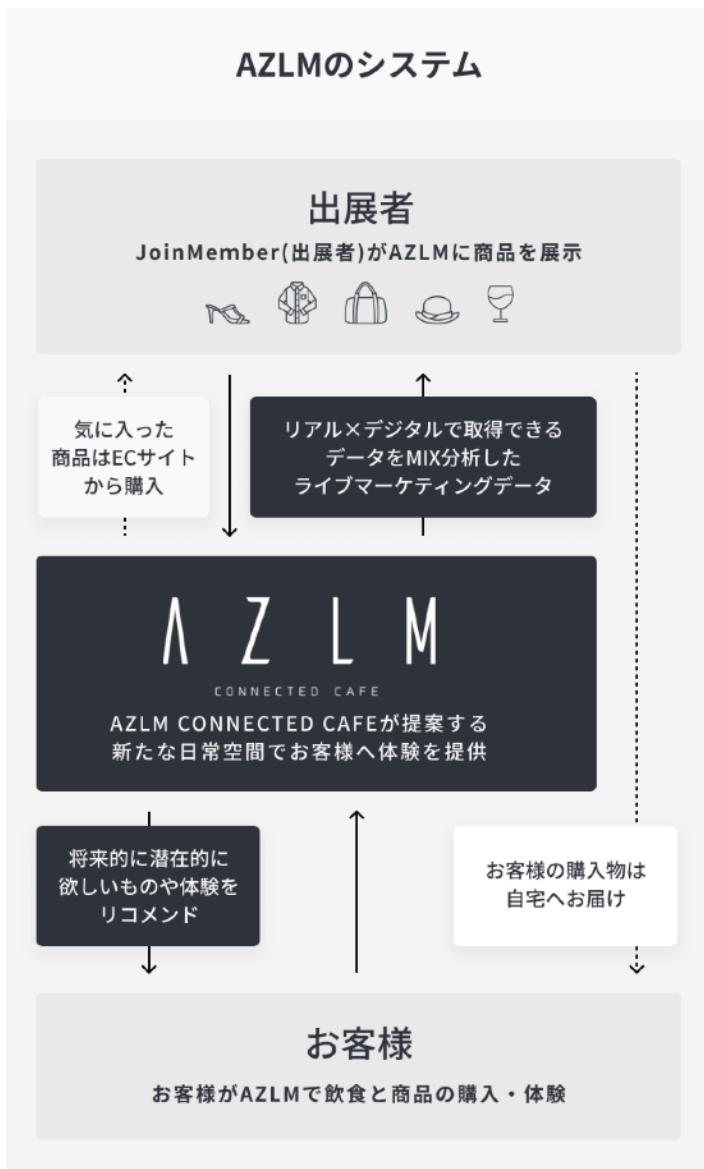 AZLMのシステム
出展者
JoinMember(出展者)がAZLMに商品を展示
気に入った
商品はECサイト
から購入
リアル×デジタルで取得できる
データをMIX分析した
ライブマーケティングデータ
AZLM
CONNECTED CAFE
AZLM CONNECTED CAFEが提案する
新たな日常空間でお客様へ体験を提供
将来的に潜在的に
欲しいものや体験を
リコメンド
お客様の購入物は
自宅へお届け
お客様
お客様がAZLMで飲食と商品の購入・体験